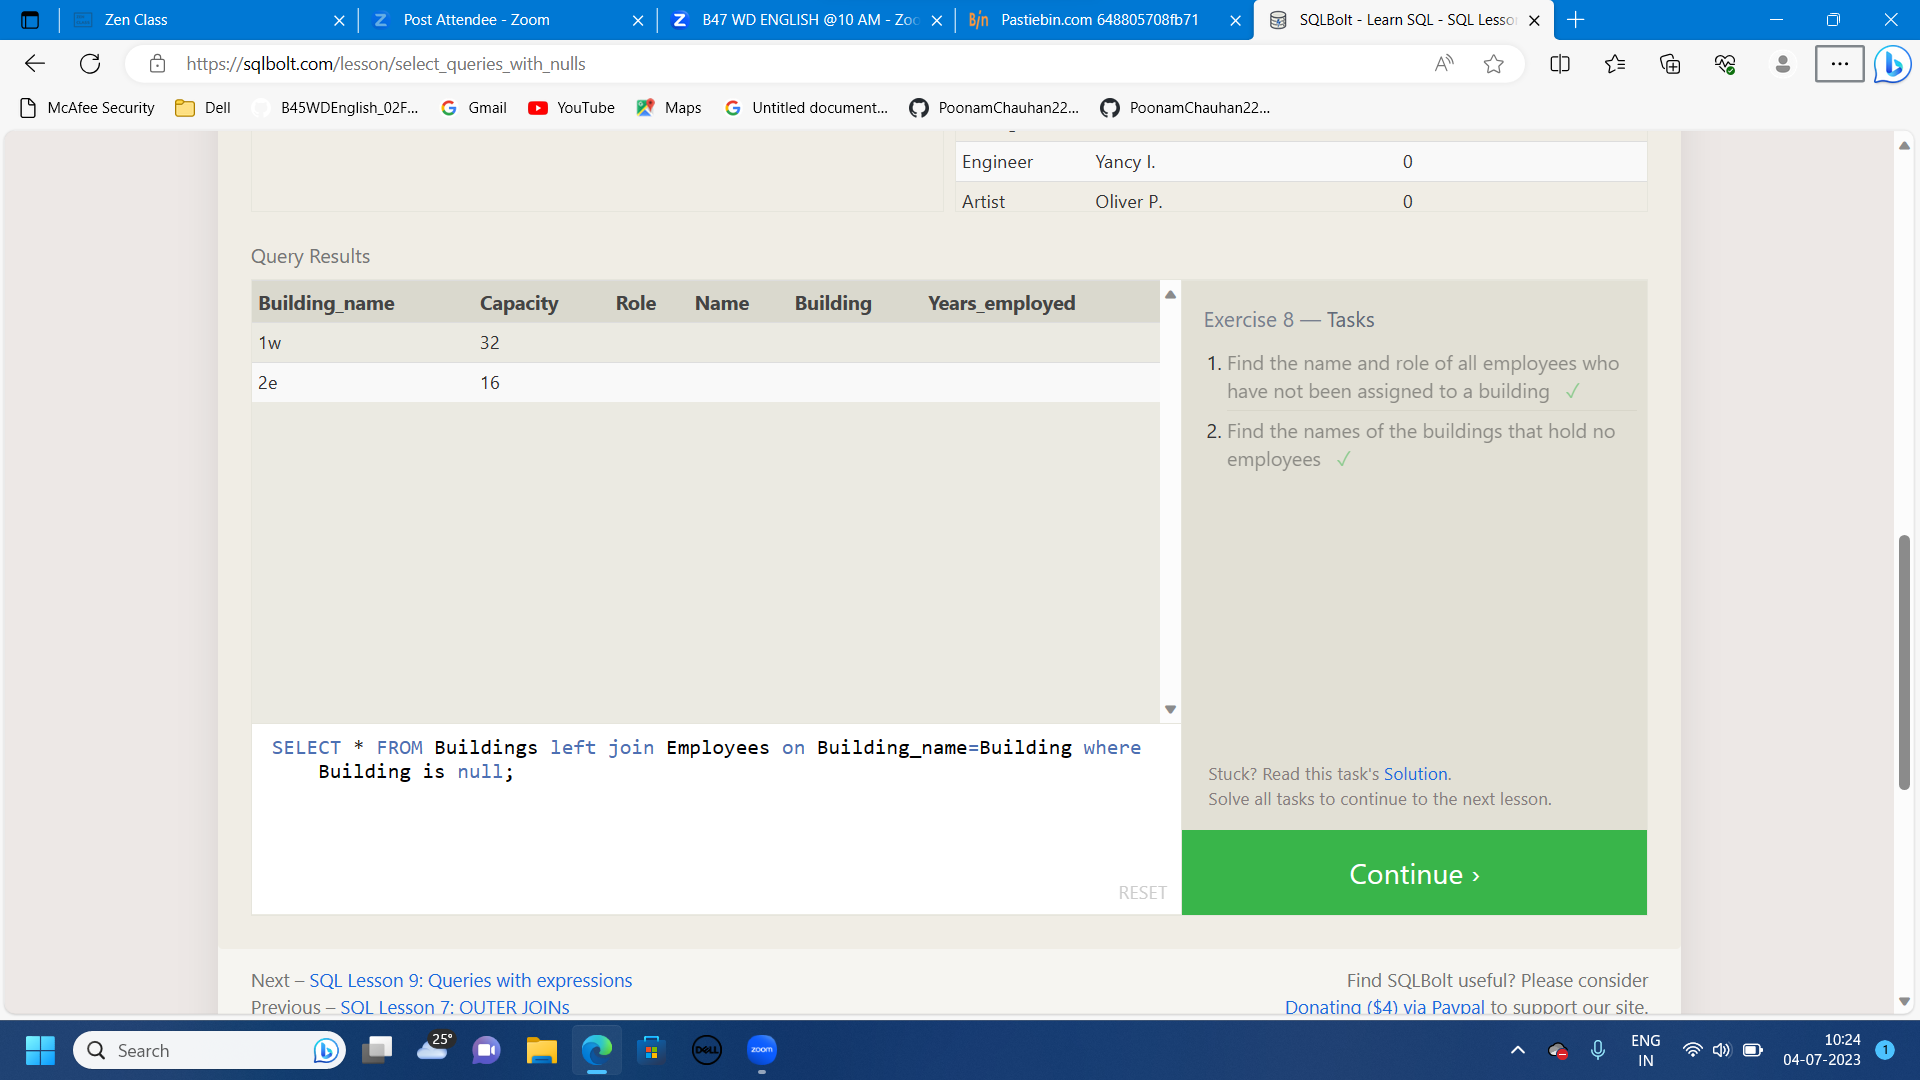 Zen Class
Post Attendee - Zoom
B47 WD ENGLISH @10 AM - Zoo
Pastiebin.com 648805708fb71
SQLBolt - Learn SQL - SQL Lesso
https://sqlbolt.com/lesson/select_queries_with_nulls
McAfee Security
Dell
B45WDEnglish_02F...
Gmail
YouTube
Maps
Untitled document...
PoonamChauhan22...
PoonamChauhan22...
Engineer Yancy I. 0
Artist Oliver P. 0
Query Results
Building_name Capacity Role Name Building Years_employed
1w 32
2e 16
Exercise 8 — Tasks
1. Find the name and role of all employees who
have not been assigned to a building ✓
2. Find the names of the buildings that hold no
employees ✓
SELECT * FROM Buildings left join Employees on Building_name=Building where
Building is null;
RESET
Stuck? Read this task's Solution.
Solve all tasks to continue to the next lesson.
Continue ›
Next – SQL Lesson 9: Queries with expressions
Previous – SQL Lesson 7: OUTER JOINs
Find SQLBolt useful? Please consider
Donating ($4) via Paypal to support our site.
Search
25°
DELL
zoom
ENG
IN
10:24
04-07-2023
1